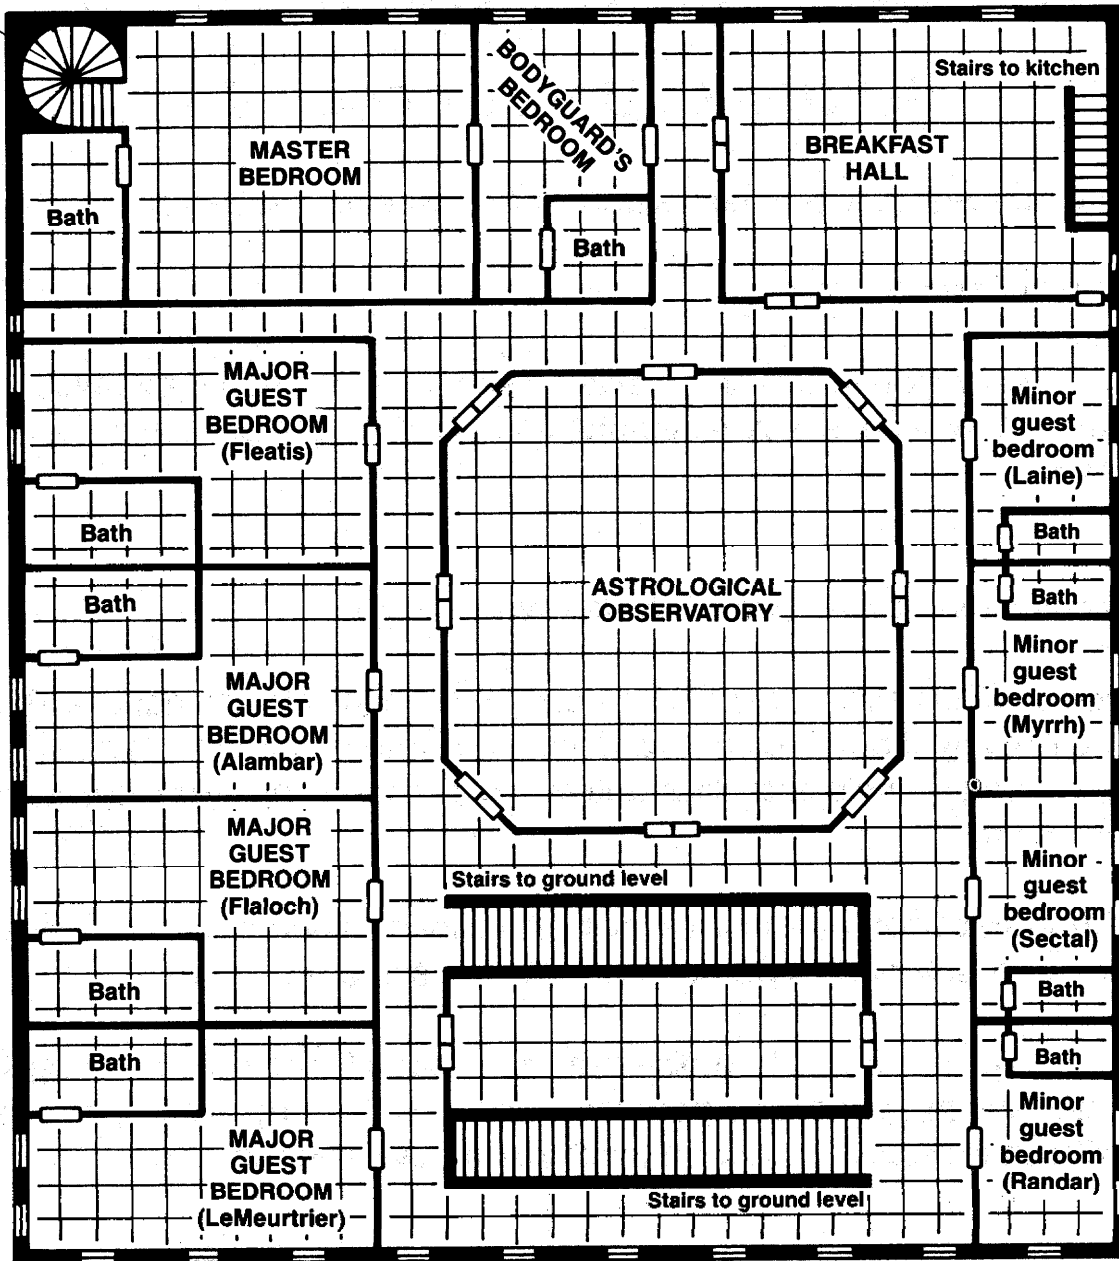 Stairs to kitchen
BODYGUARD'S
BEDROOM
MASTER
BEDROOM
BREAKFAST
HALL
Bath
Bath
MAJOR
GUEST
BEDROOM
(Fleatis)
Minor
guest
bedroom
(Laine)
Bath
Bath
Bath
Bath
ASTROLOGICAL
OBSERVATORY
Minor
guest
bedroom
(Myrrh)
MAJOR
GUEST
BEDROOM
(Alambar)
MAJOR
GUEST
BEDROOM
(Flaloch)
Stairs to ground level
Minor
guest
bedroom
(Sectal)
Bath
Bath
Bath
Bath
MAJOR
GUEST
BEDROOM
(LeMeurtrier)
Minor
guest
bedroom
(Randar)
Stairs to ground level